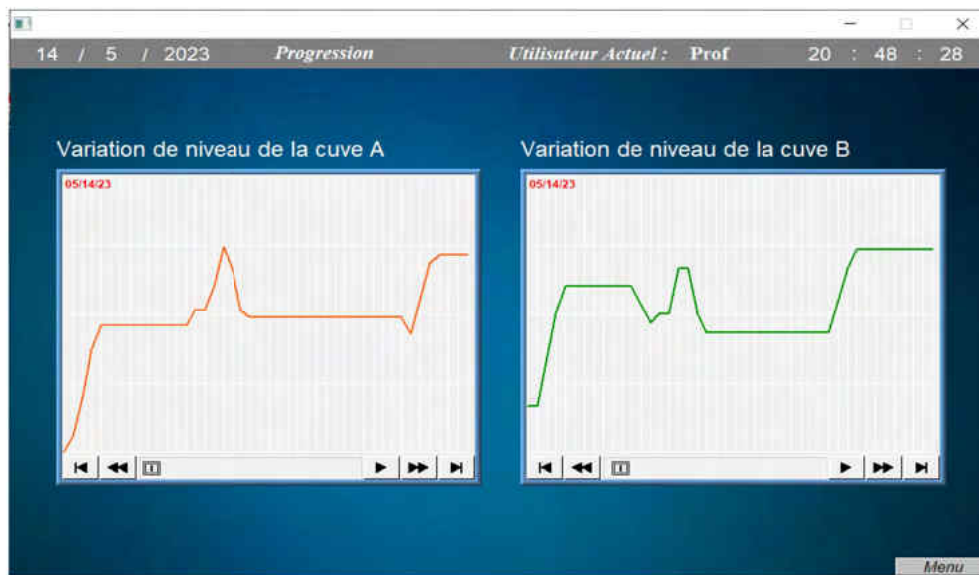 14 / 5 / 2023 Progression Utilisateur Actuel : Prof 20 : 48 : 28
Variation de niveau de la cuve A
Variation de niveau de la cuve B
05/14/23
05/14/23
Menu